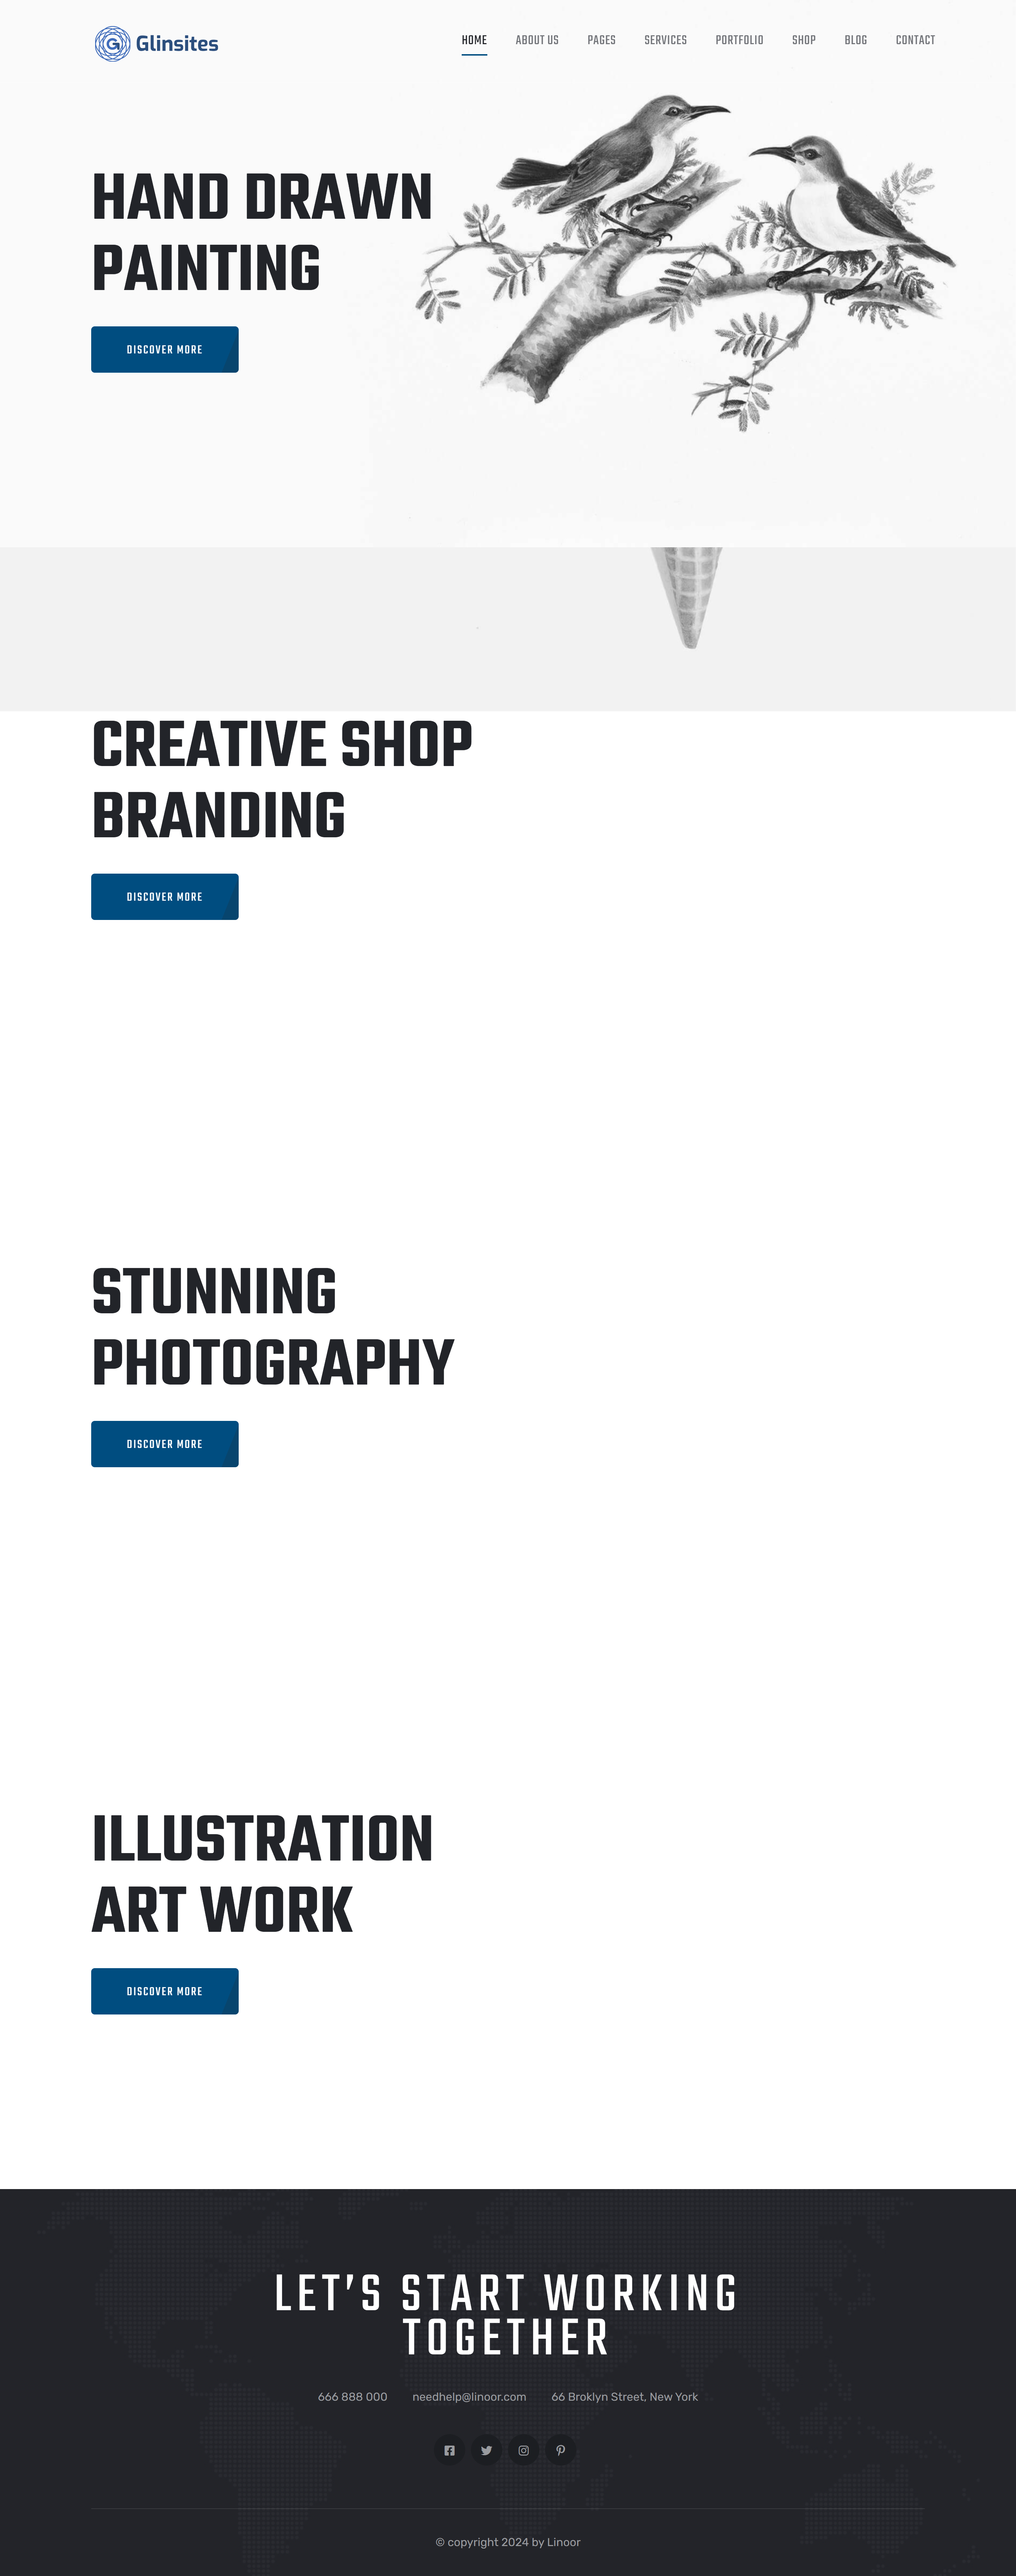 Glinsites
HOME ABOUT US PAGES SERVICES PORTFOLIO SHOP BLOG CONTACT
HAND DRAWN
PAINTING
DISCOVER MORE
CREATIVE SHOP
BRANDING
DISCOVER MORE
STUNNING
PHOTOGRAPHY
DISCOVER MORE
ILLUSTRATION
ART WORK
DISCOVER MORE
LET'S START WORKING
TOGETHER
666 888 000 needhelp@linoor.com 66 Broklyn Street, New York
© copyright 2024 by Linoor